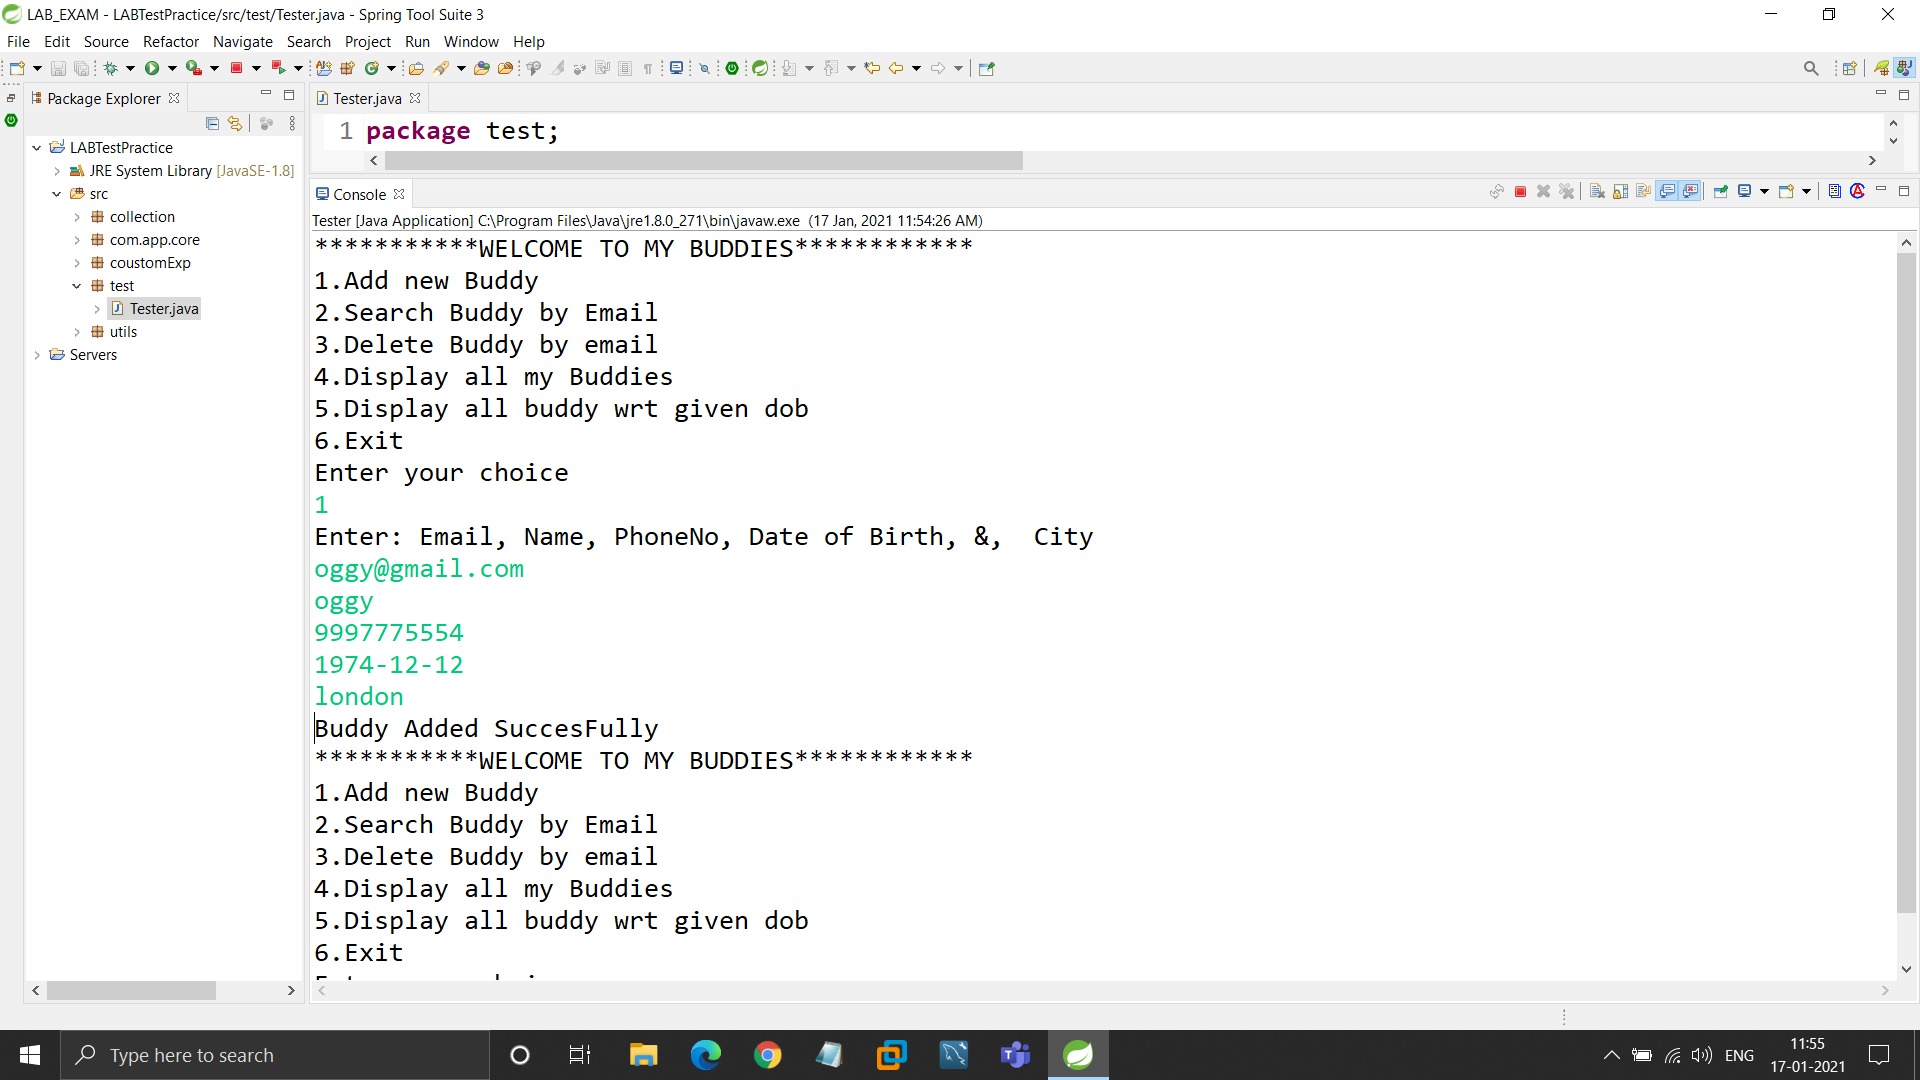 LAB_EXAM - LABTestPractice/src/test/Tester.java - Spring Tool Suite 3
File Edit Source Refactor Navigate Search Project Run Window Help
Package Explorer
LABTestPractice
JRE System Library [JavaSE-1.8]
src
collection
com.app.core
coustomExp
test
Tester.java
utils
Servers
Tester.java
1 package test;
Console
Tester [Java Application] C:\Program Files\Java\jre1.8.0_271\bin\javaw.exe (17 Jan, 2021 11:54:26 AM)
***********WELCOME TO MY BUDDIES************
1.Add new Buddy
2.Search Buddy by Email
3.Delete Buddy by email
4.Display all my Buddies
5.Display all buddy wrt given dob
6.Exit
Enter your choice
1
Enter: Email, Name, PhoneNo, Date of Birth, &,  City
oggy@gmail.com
oggy
9997775554
1974-12-12
london
Buddy Added SuccesFully
***********WELCOME TO MY BUDDIES************
1.Add new Buddy
2.Search Buddy by Email
3.Delete Buddy by email
4.Display all my Buddies
5.Display all buddy wrt given dob
6.Exit
Type here to search
ENG
11:55
17-01-2021